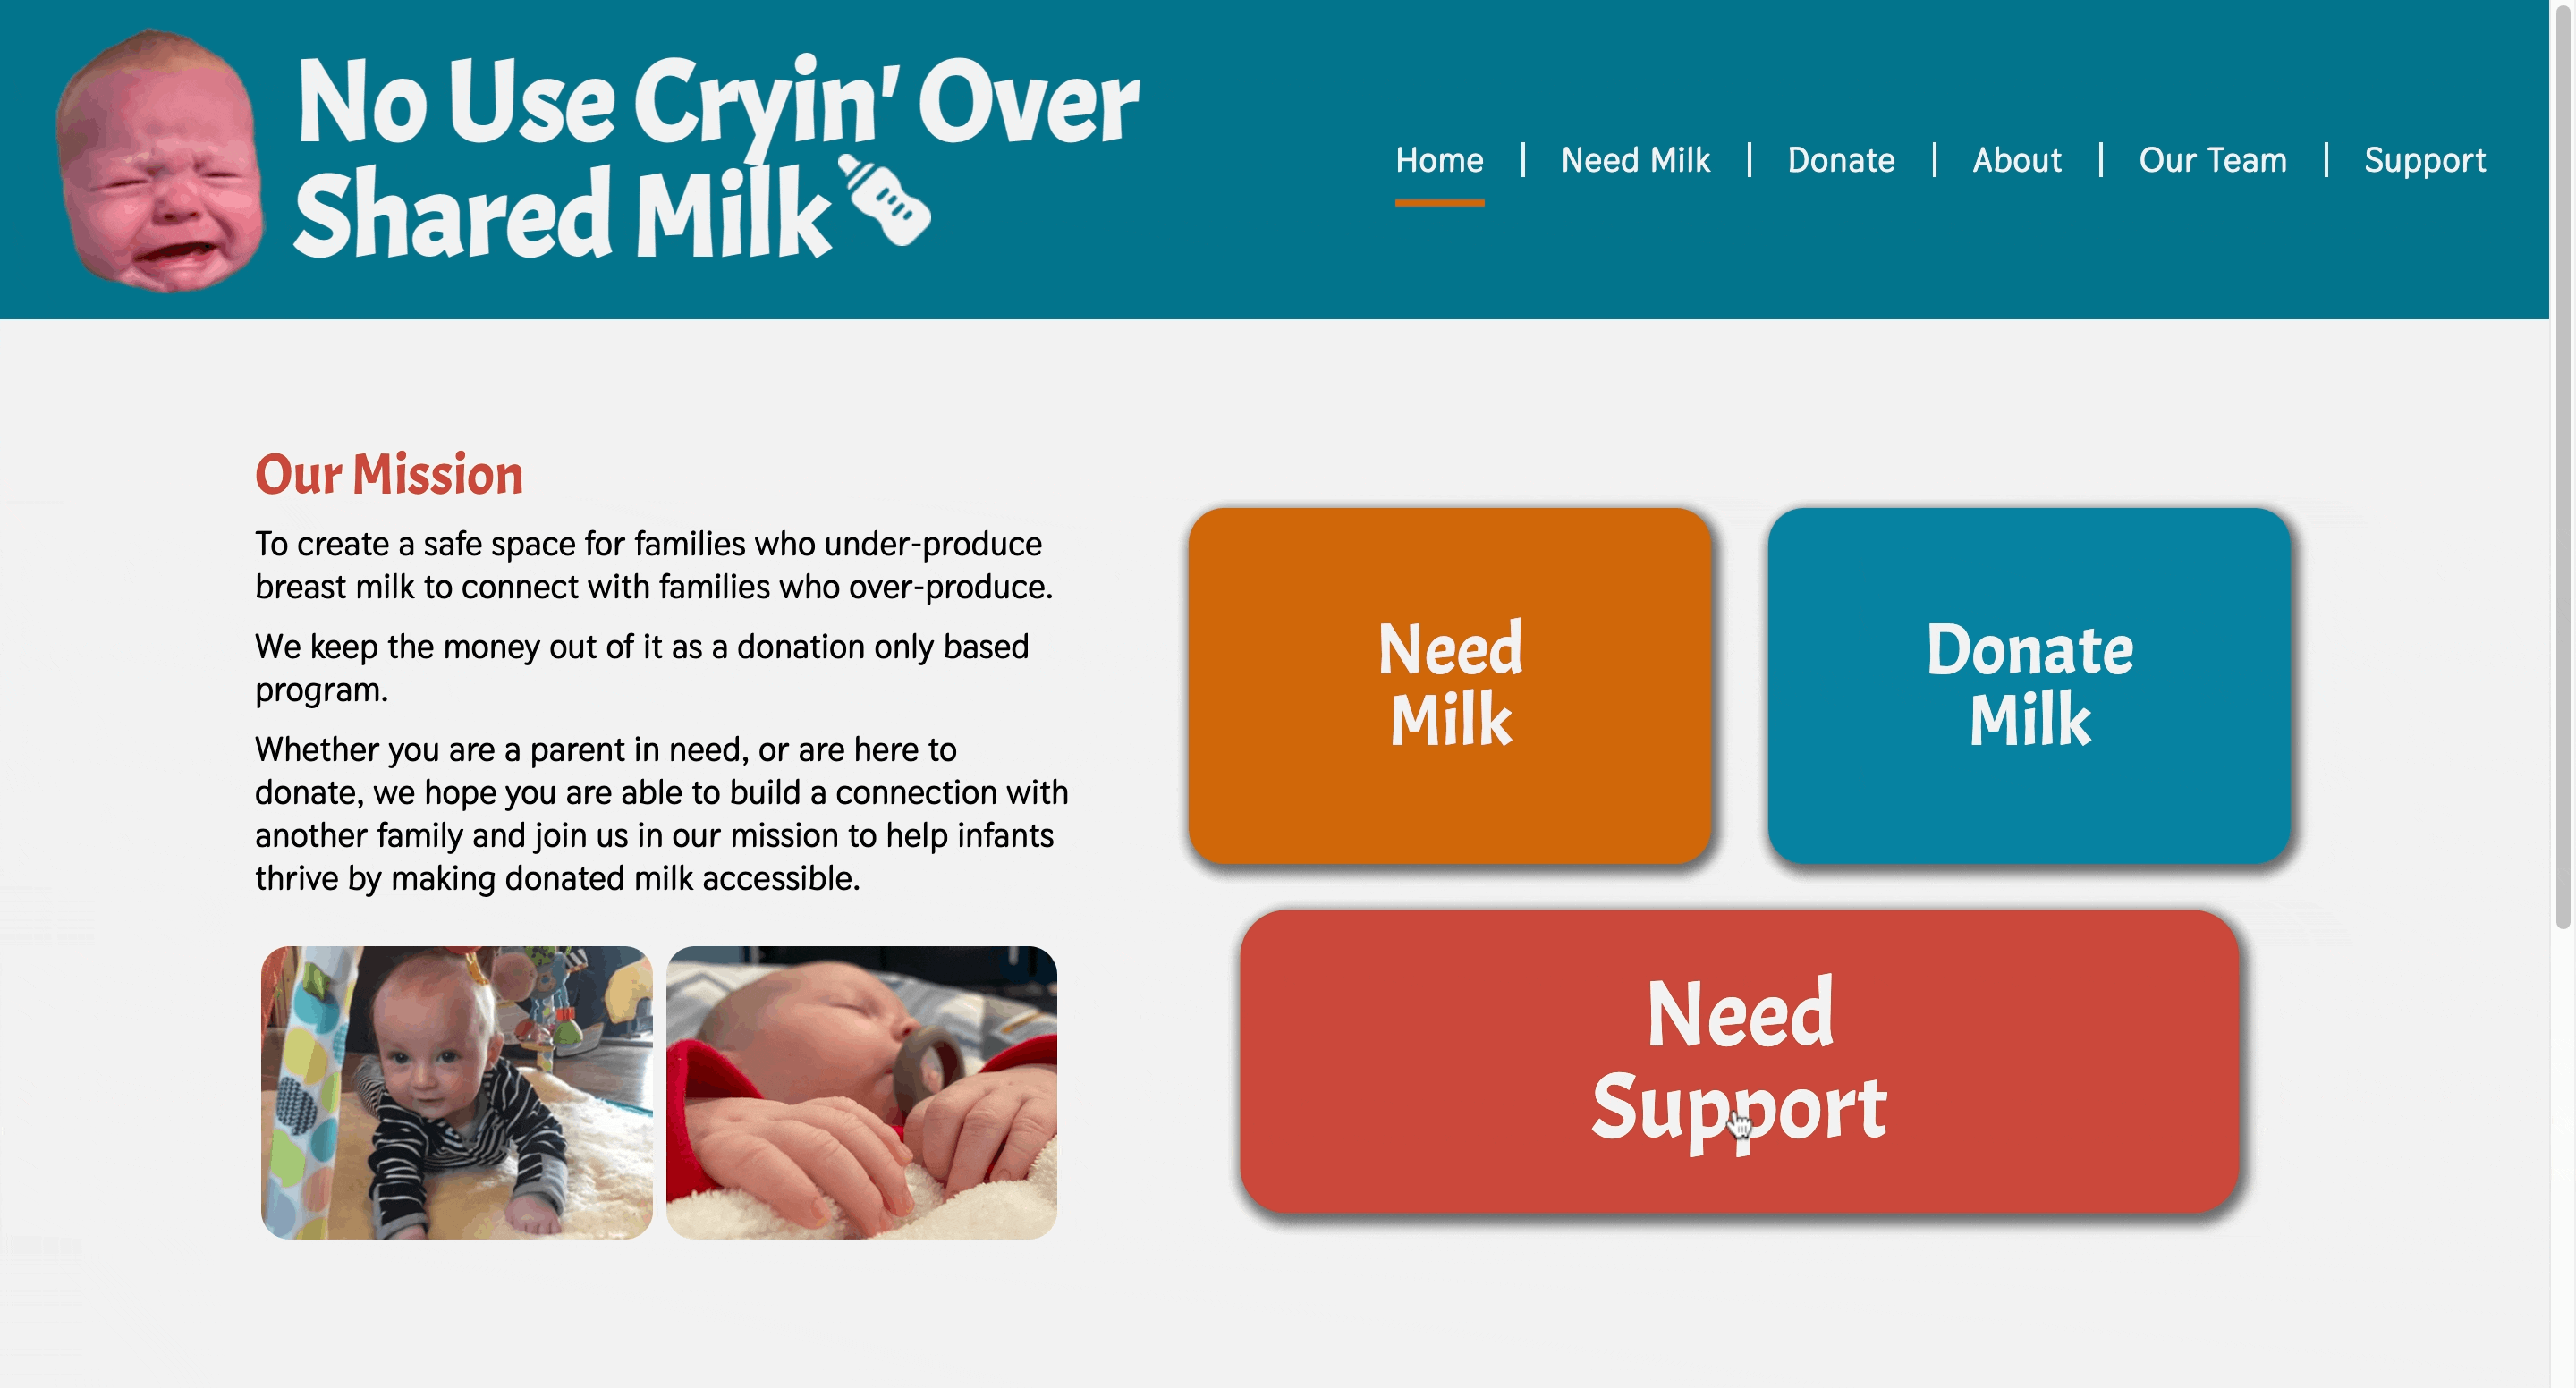 No Use Cryin' Over
Shared Milk
Home | Need Milk | Donate | About | Our Team | Support
Our Mission
To create a safe space for families who under-produce
breast milk to connect with families who over-produce.
We keep the money out of it as a donation only based
program.
Whether you are a parent in need, or are here to
donate, we hope you are able to build a connection with
another family and join us in our mission to help infants
thrive by making donated milk accessible.
Need
Milk
Donate
Milk
Need
Support